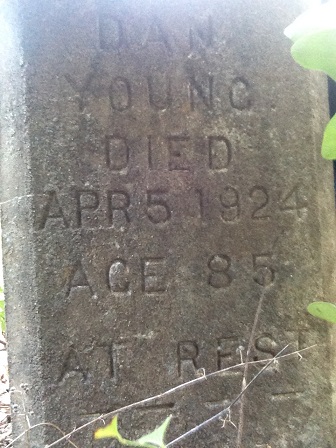 DAN
YOUNG.
DIED
APR 5 1924
AGE 85
AT REST